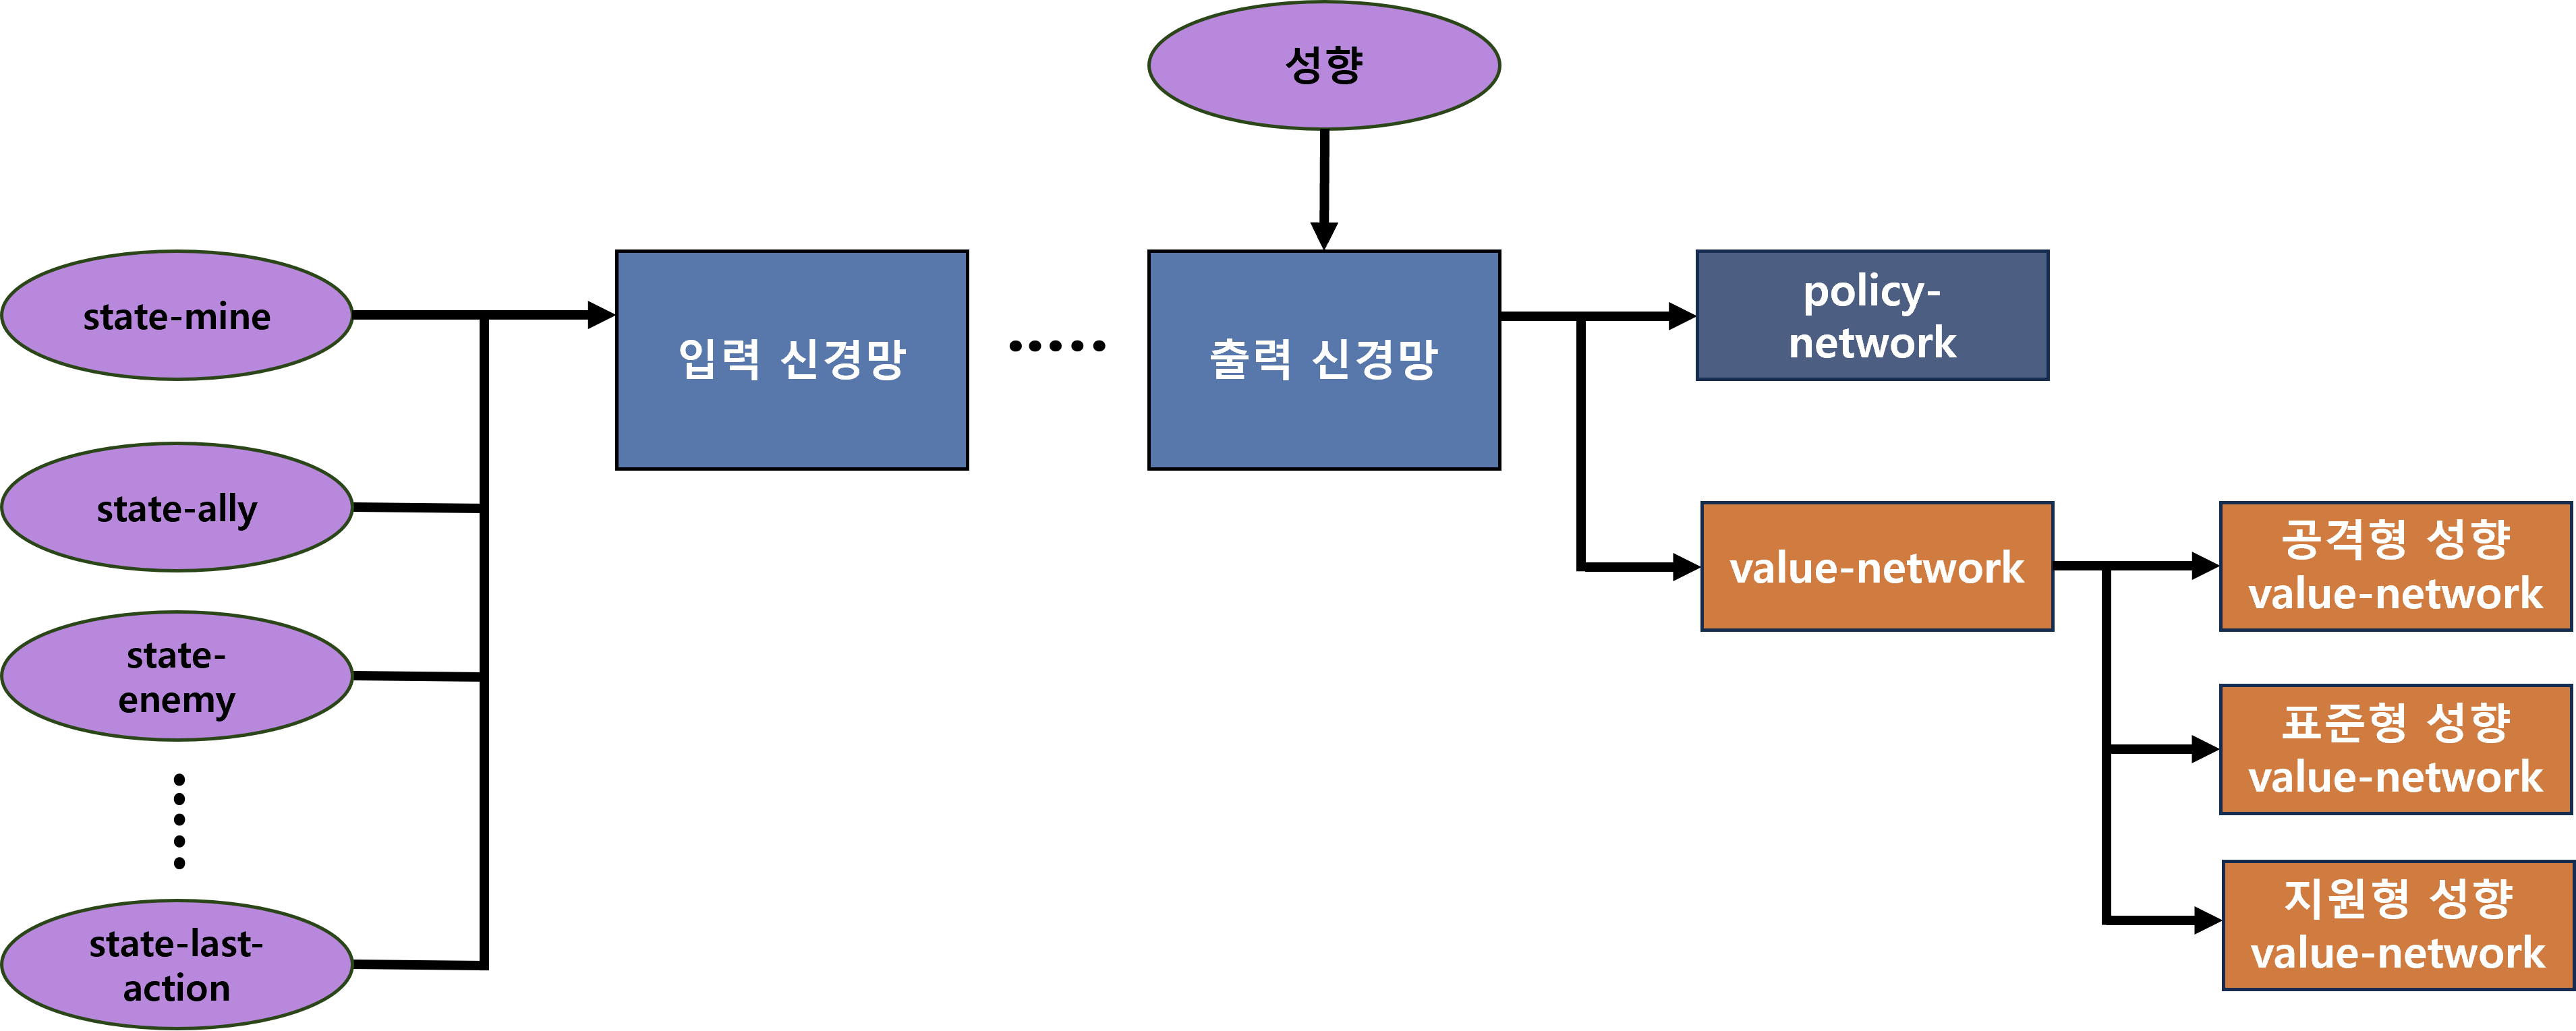 성향
state-mine
state-ally
state-
enemy
state-last-
action
입력 신경망
출력 신경망
policy-
network
value-network
공격형 성향
value-network
표준형 성향
value-network
지원형 성향
value-network